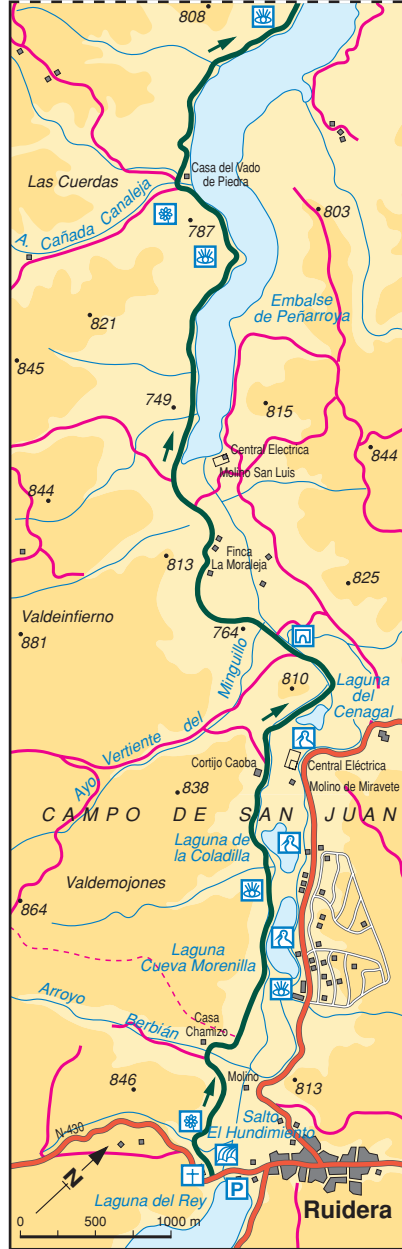 808
Casa del Vado
de Piedra
Las Cuerdas
A. Cañada Canaleja
787
803
Embalse
de Peñarroya
821
845
749
815
Central Electrica
Molino San Luis
844
844
813
Finca
La Moraleja
825
Valdeinfierno
764
881
Minguillo
810
Laguna
del
Cenagal
Ayo Vertiente del
Cortijo Caoba
Central Eléctrica
Molino de Miravete
838
CAMPO DE SAN JUAN
Laguna de
la Coladilla
Valdemojones
864
Laguna
Cueva Morenilla
Arroyo Berbián
Casa
Chamizo
Molino
846
813
Salto
El Hundimiento
N-430
N
Laguna del Rey
P
Ruidera
0 500 1000 m